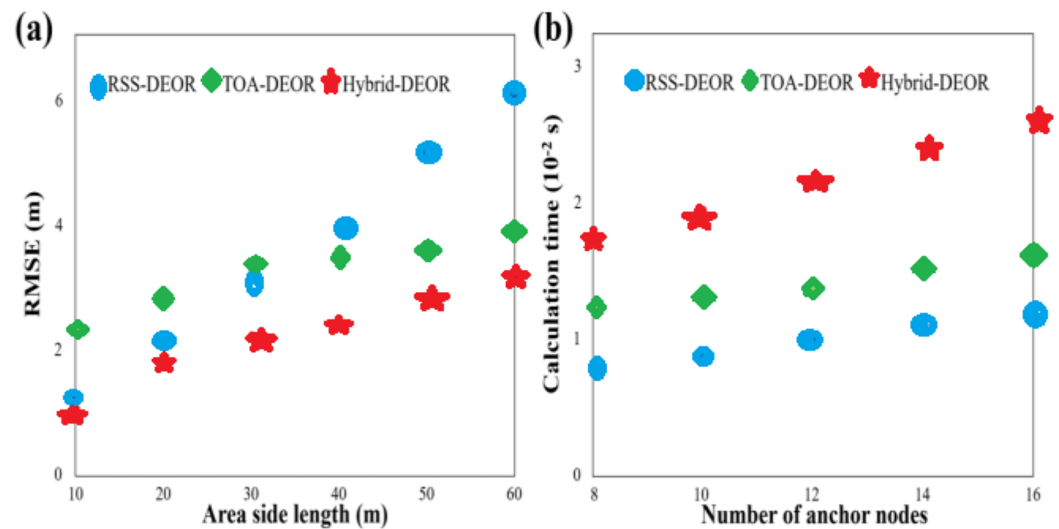 (a)
RSS-DEOR TOA-DEOR Hybrid-DEOR
RMSE (m)
6
4
2
0
10 20 30 40 50 60
Area side length (m)
(b)
RSS-DEOR TOA-DEOR Hybrid-DEOR
Calculation time (10⁻² s)
3
2
1
0
8 10 12 14 16
Number of anchor nodes